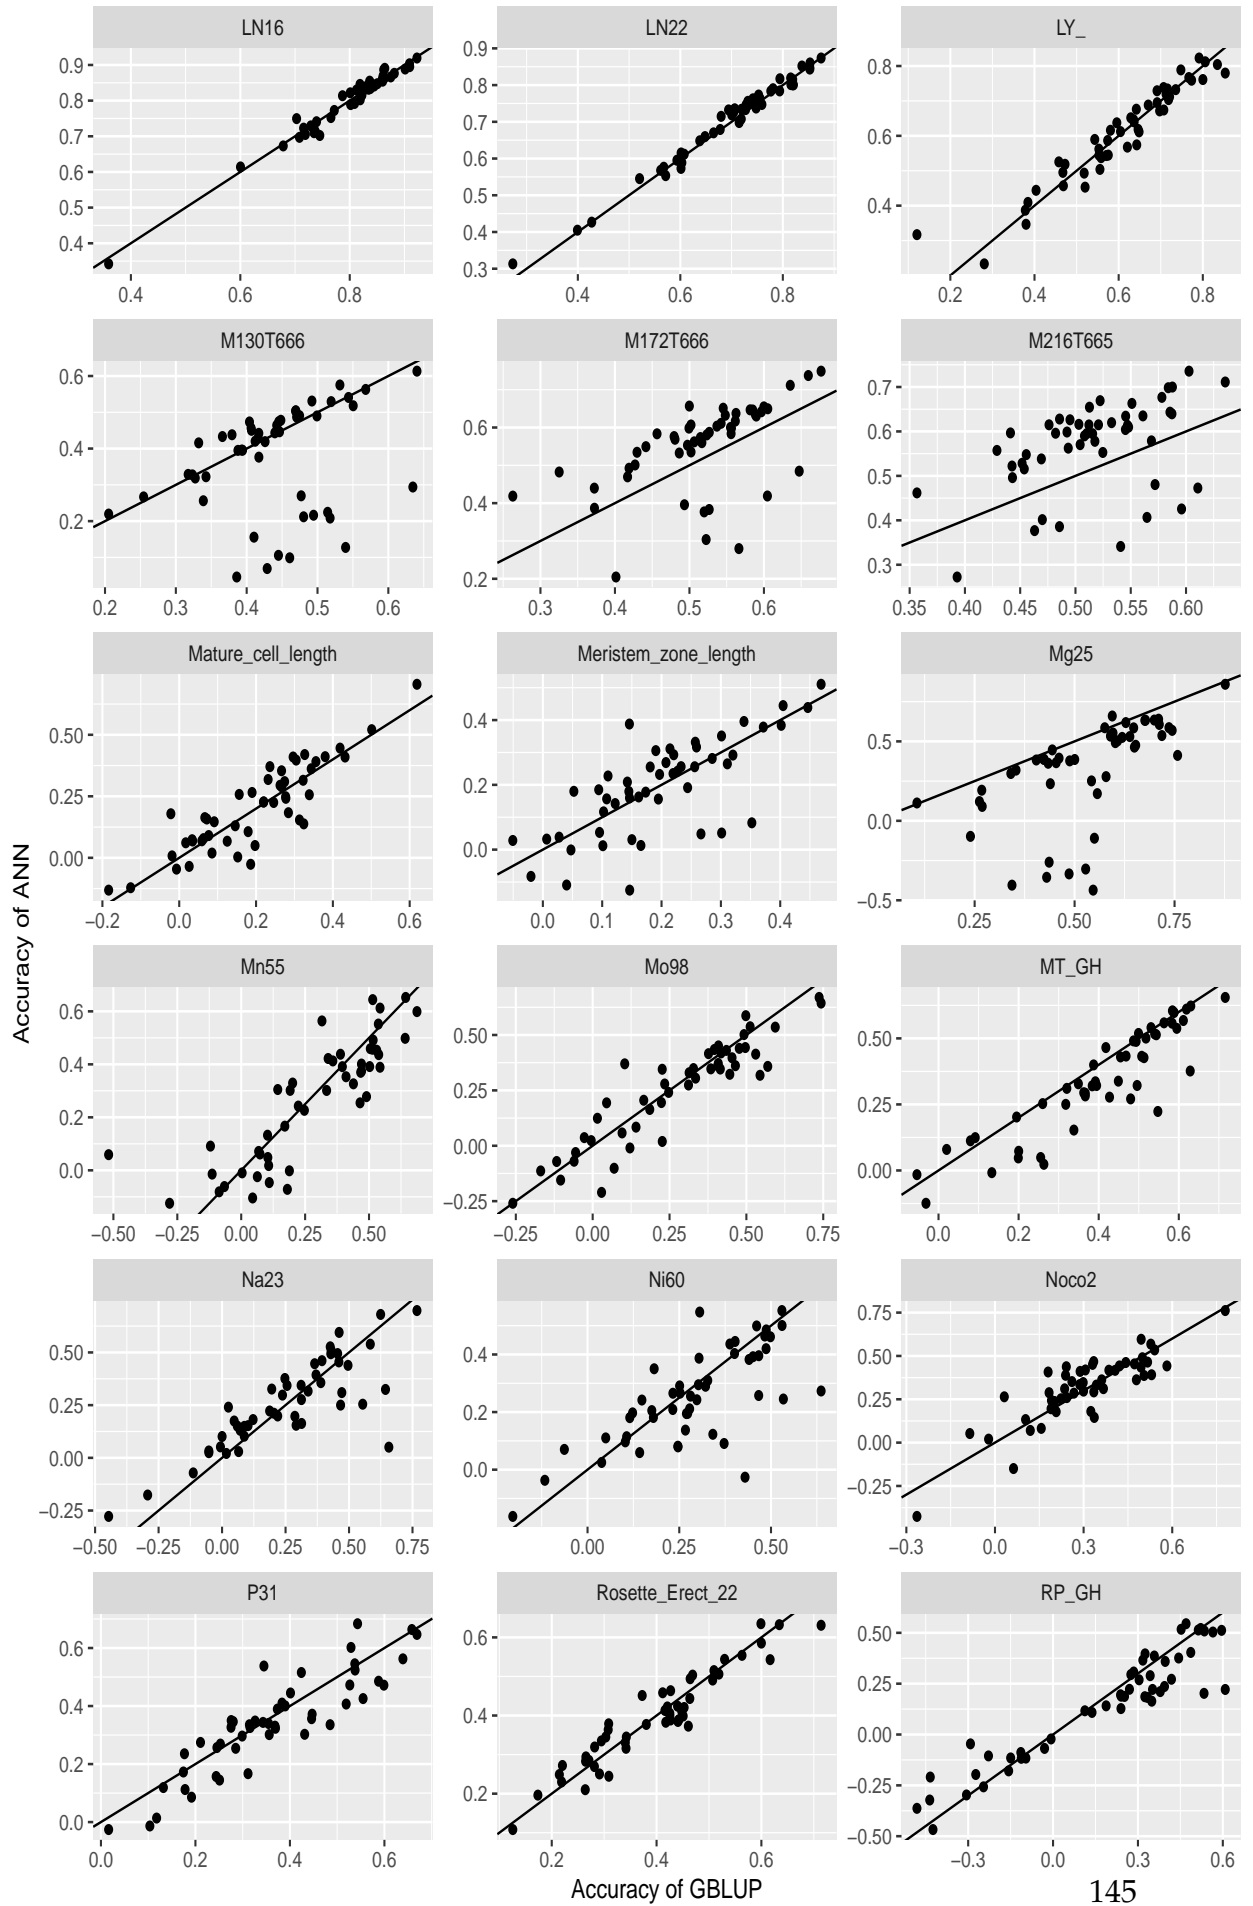 LN16 LN22 LY_
0.9 0.8 0.7 0.6 0.5 0.4
0.9 0.8 0.7 0.6 0.5 0.4 0.3
0.8 0.6 0.4
0.4 0.6 0.8
0.4 0.6 0.8
0.2 0.4 0.6 0.8
M130T666 M172T666 M216T665
0.6 0.4 0.2
0.6 0.4 0.2
0.7 0.6 0.5 0.4 0.3
0.2 0.3 0.4 0.5 0.6
0.3 0.4 0.5 0.6
0.35 0.40 0.45 0.50 0.55 0.60
Mature_cell_length Meristem_zone_length Mg25
0.50 0.25 0.00
0.4 0.2 0.0
0.5 0.0 −0.5
−0.2 0.0 0.2 0.4 0.6
0.0 0.1 0.2 0.3 0.4
0.25 0.50 0.75
Accuracy of ANN
Mn55 Mo98 MT_GH
0.6 0.4 0.2 0.0
0.50 0.25 0.00 −0.25
0.50 0.25 0.00
−0.50 −0.25 0.00 0.25 0.50
−0.25 0.00 0.25 0.50 0.75
0.0 0.2 0.4 0.6
Na23 Ni60 Noco2
0.50 0.25 0.00 −0.25
0.4 0.2 0.0
0.75 0.50 0.25 0.00 −0.25
−0.50 −0.25 0.00 0.25 0.50 0.75
0.00 0.25 0.50
−0.3 0.0 0.3 0.6
P31 Rosette_Erect_22 RP_GH
0.6 0.4 0.2 0.0
0.6 0.4 0.2
0.50 0.25 0.00 −0.25 −0.50
0.0 0.2 0.4 0.6
0.2 0.4 0.6
−0.3 0.0 0.3 0.6
Accuracy of GBLUP
145